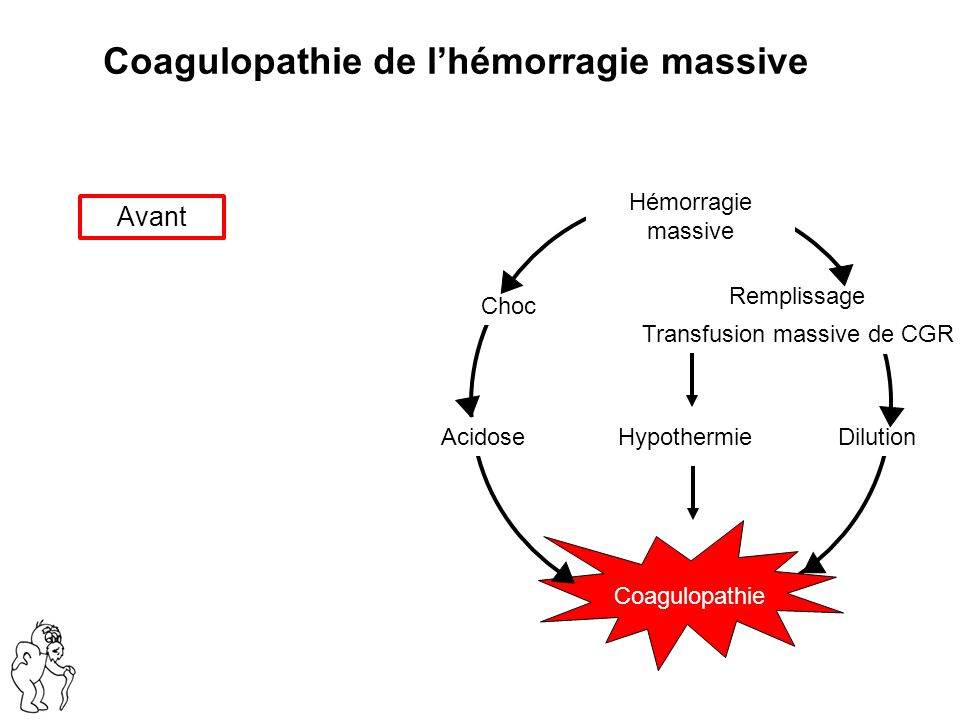 Coagulopathie de l’hémorragie massive
Avant
Hémorragie
massive
Choc
Remplissage
Transfusion massive de CGR
Acidose
Hypothermie
Dilution
Coagulopathie